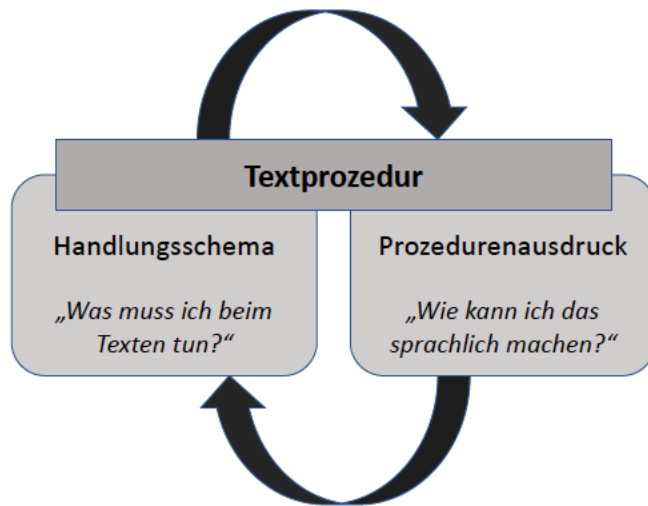 Textprozedur
Handlungsschema
„Was muss ich beim
Texten tun?“
Prozedurenausdruck
„Wie kann ich das
sprachlich machen?“